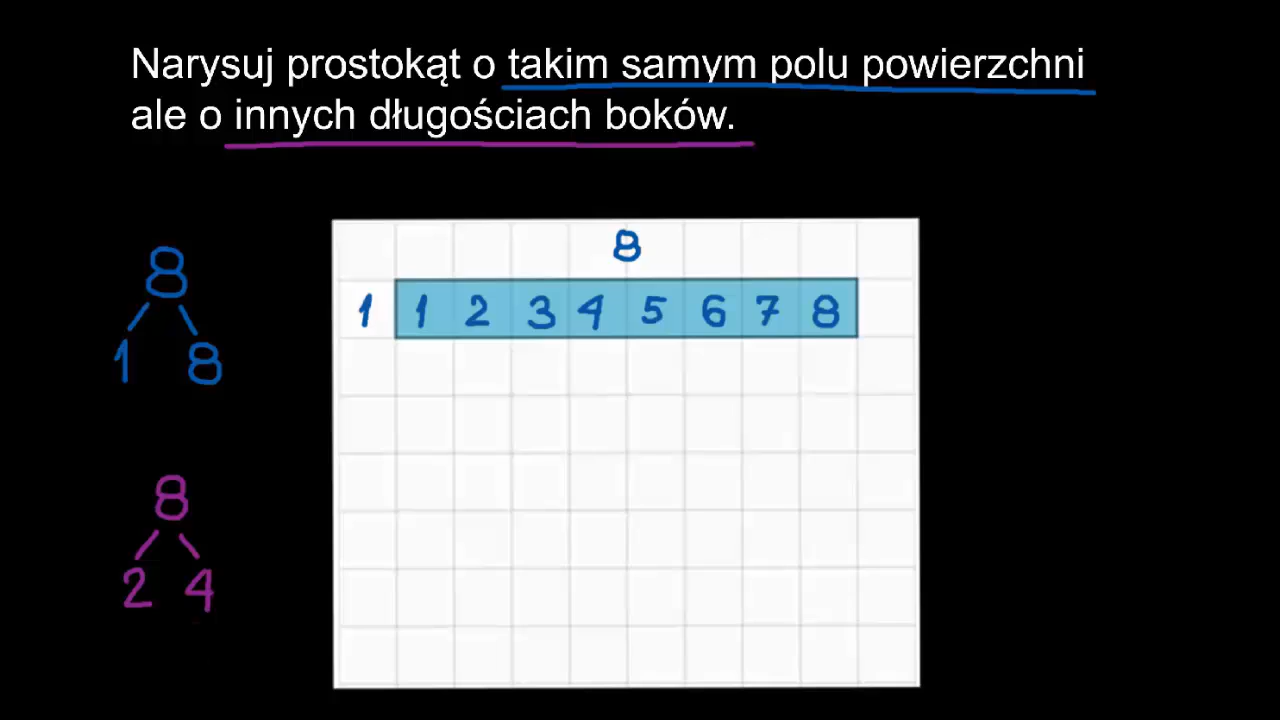 Narysuj prostokąt o takim samym polu powierzchni
ale o innych długościach boków.
8
1 8
8
2 4
8
1 1 2 3 4 5 6 7 8